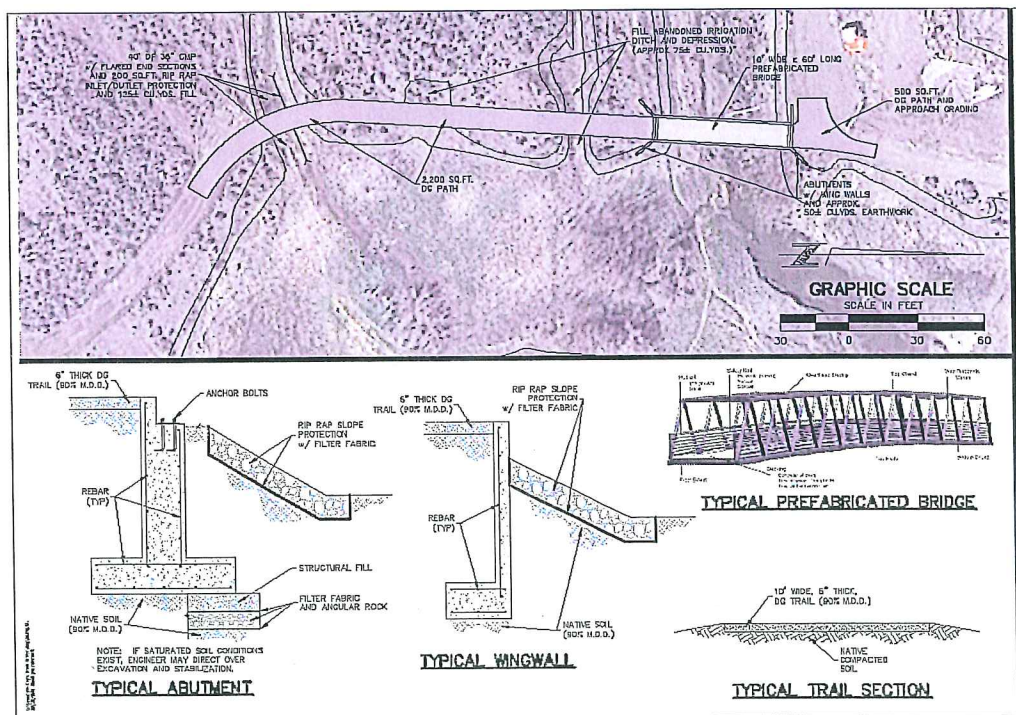 40' OF 36" CMP
w/ FLARED END SECTIONS
AND 200 SQ.FT. RIP RAP
INLET/OUTLET PROTECTION
AND 135± CU.YDS. FILL
FILL ABANDONED IRRIGATION
DITCH AND DEPRESSION
(APPROX 75± CU.YDS.)
10' WIDE x 60' LONG
PREFABRICATED
BRIDGE
500 SQ.FT.
DG PATH AND
APPROACH GRADING
2,200 SQ.FT.
DG PATH
ABUTMENTS
w/ WING WALLS
AND APPROX.
50± CU.YDS. EARTHWORK
GRAPHIC SCALE
SCALE IN FEET
30 0 30 60
6" THICK DG
TRAIL (90% M.D.D.)
ANCHOR BOLTS
RIP RAP SLOPE
PROTECTION
w/ FILTER FABRIC
REBAR
(TYP)
STRUCTURAL FILL
FILTER FABRIC
AND ANGULAR ROCK
NATIVE SOIL
(90% M.D.D.)
NOTE: IF SATURATED SOIL CONDITIONS
EXIST, ENGINEER MAY DIRECT OVER
EXCAVATION AND STABILIZATION.
TYPICAL ABUTMENT
RIP RAP SLOPE
PROTECTION
w/ FILTER FABRIC
6" THICK DG
TRAIL (90% M.D.D.)
REBAR
(TYP)
NATIVE
SOIL
NATIVE SOIL
(90% M.D.D.)
TYPICAL WINGWALL
Top Chord
TYPICAL PREFABRICATED BRIDGE
10' WIDE, 6" THICK,
DG TRAIL (90% M.D.D.)
NATIVE
COMPACTED
SOIL
TYPICAL TRAIL SECTION